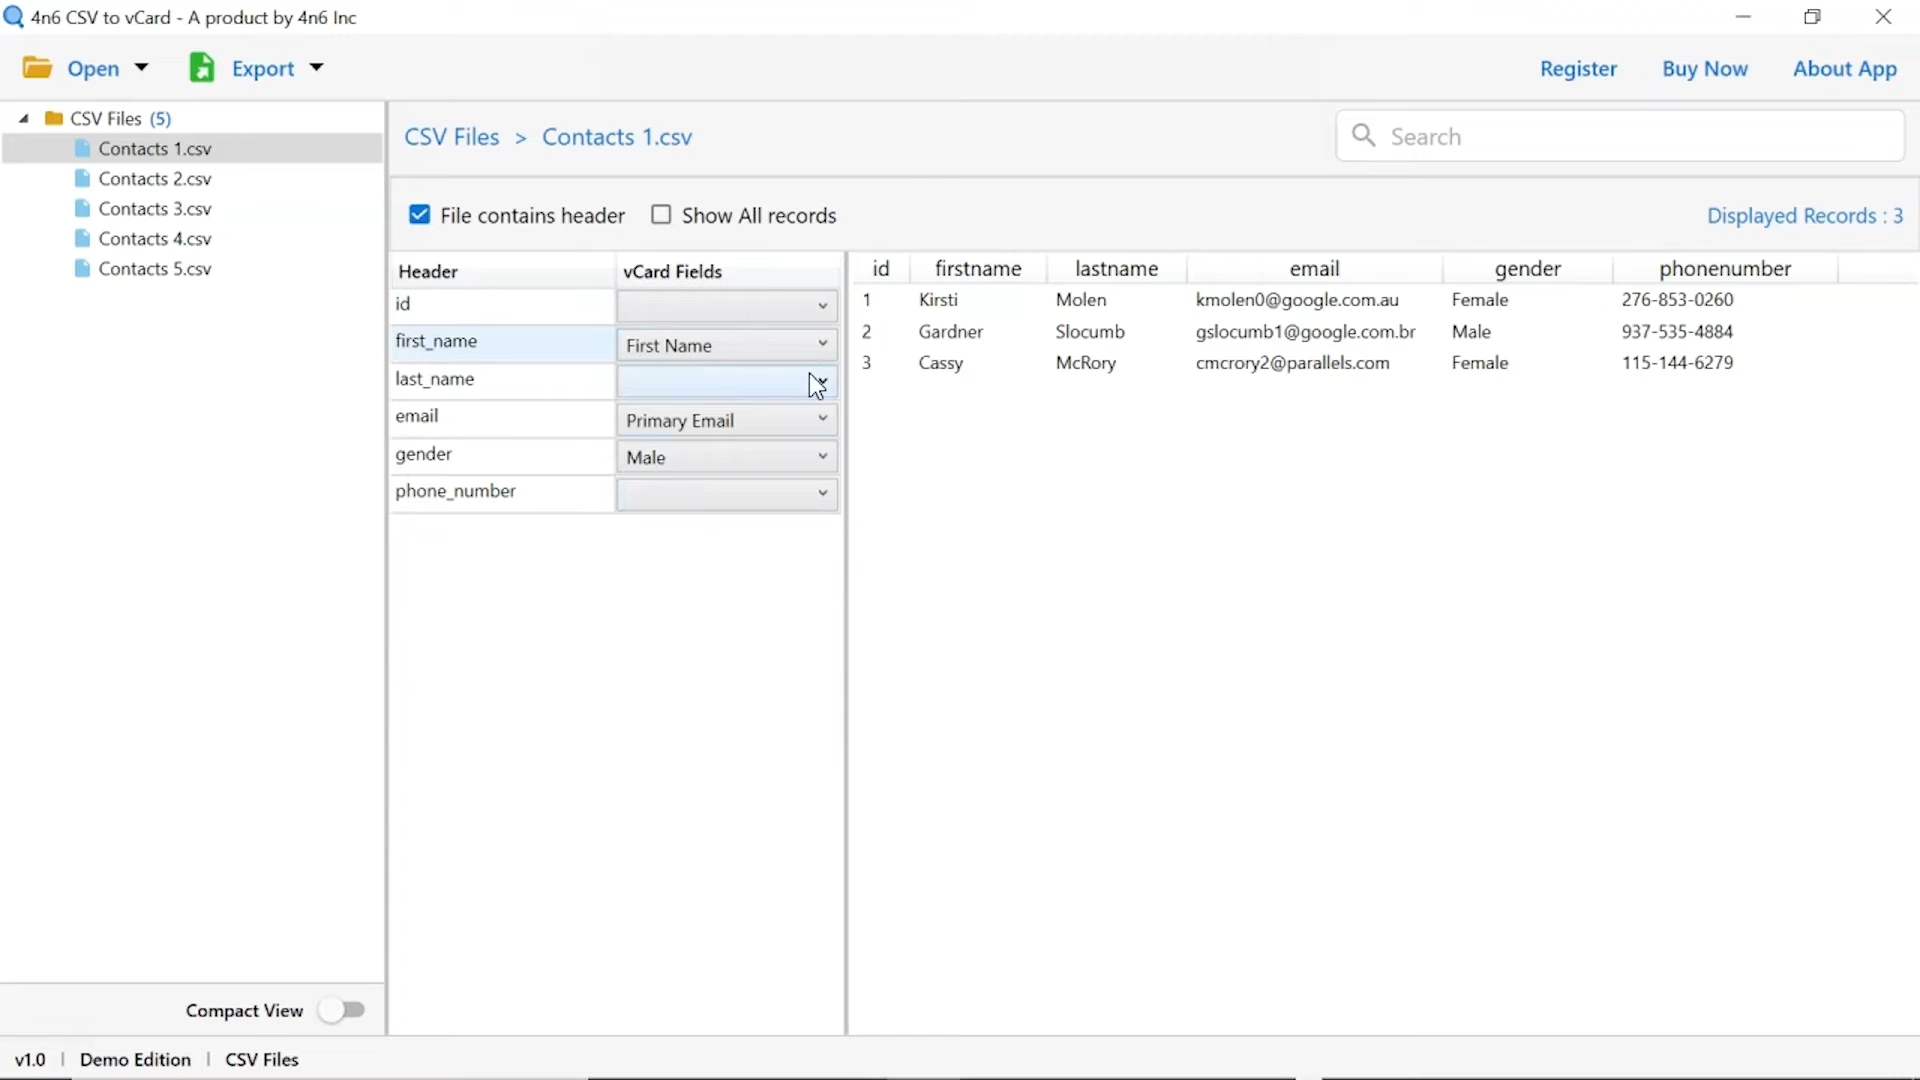 4n6 CSV to vCard - A product by 4n6 Inc
Open Export Register Buy Now About App
CSV Files (5)
Contacts 1.csv
Contacts 2.csv
Contacts 3.csv
Contacts 4.csv
Contacts 5.csv
CSV Files > Contacts 1.csv
Search
File contains header Show All records Displayed Records : 3
Header vCard Fields
id
first_name First Name
last_name
email Primary Email
gender Male
phone_number
id firstname lastname email gender phonenumber
1 Kirsti Molen kmolen0@google.com.au Female 276-853-0260
2 Gardner Slocumb gslocumb1@google.com.br Male 937-535-4884
3 Cassy McRory cmcrory2@parallels.com Female 115-144-6279
Compact View
v1.0 | Demo Edition | CSV Files